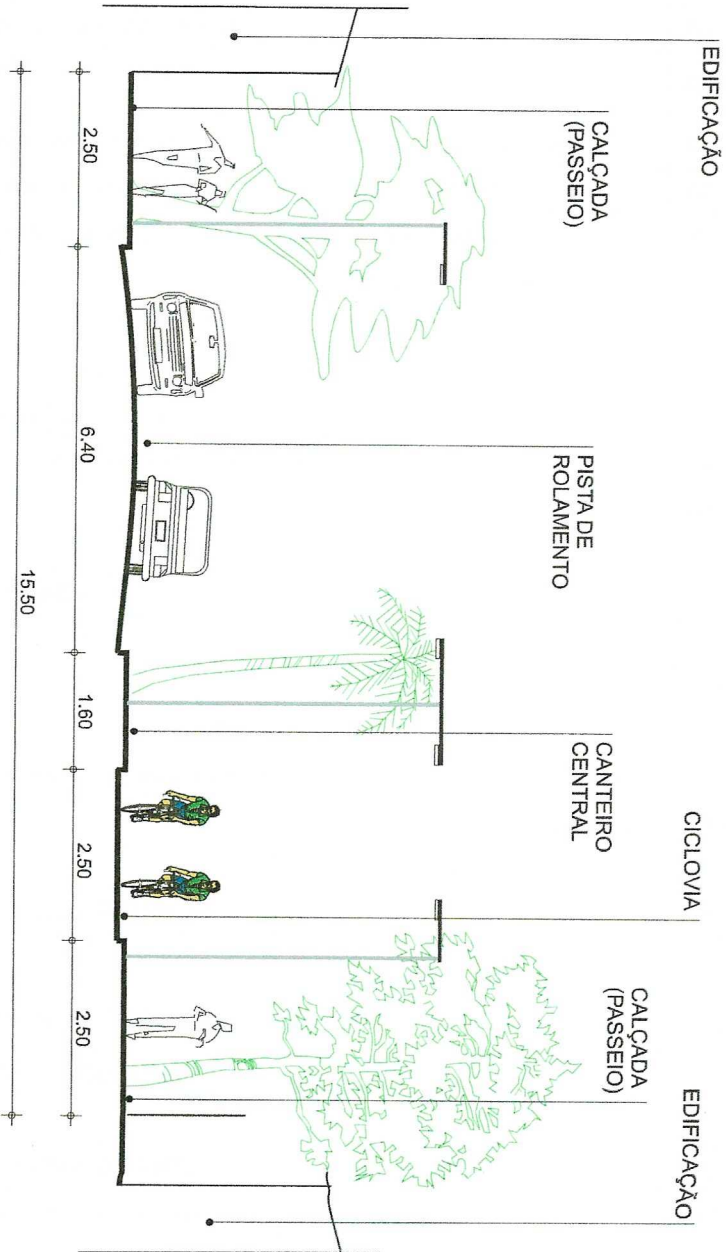 EDIFICAÇÃO
CALÇADA
(PASSEIO)
PISTA DE
ROLAMENTO
CANTEIRO
CENTRAL
CICLOVIA
CALÇADA
(PASSEIO)
EDIFICAÇÃO
2.50
6.40
1.60
2.50
2.50
15.50